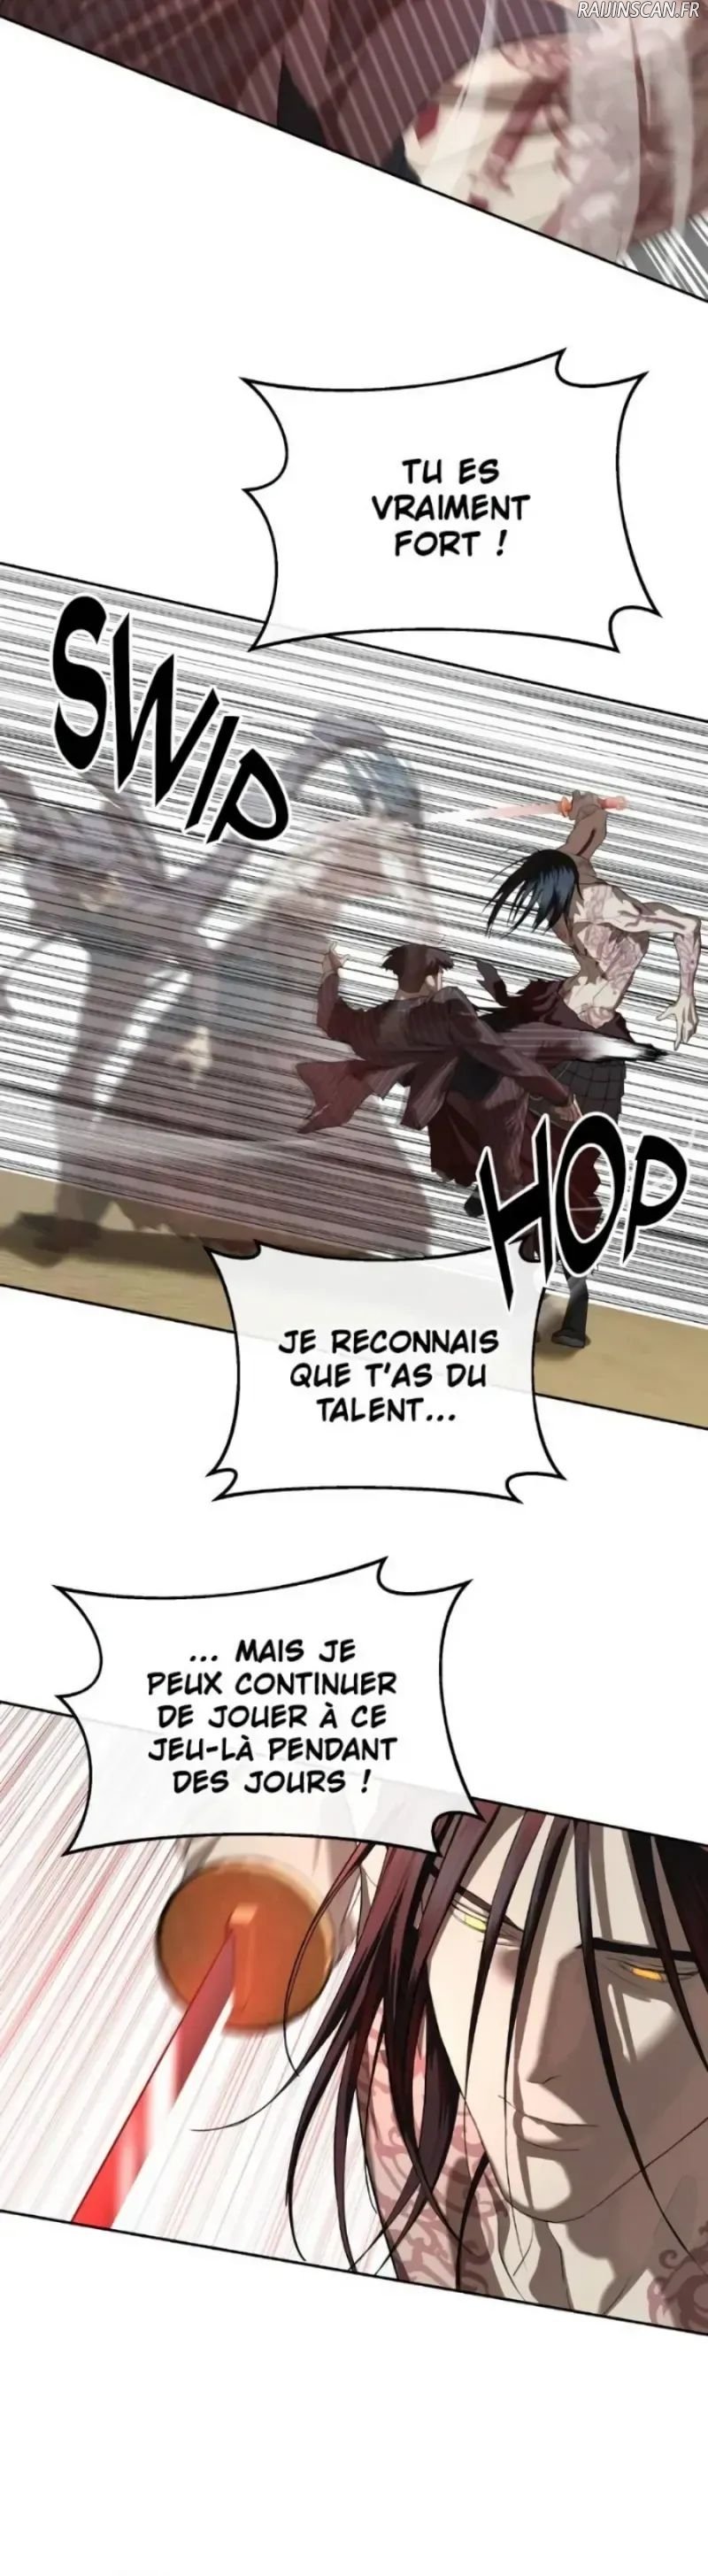 RAIJINSCAN.FR
TU ES
VRAIMENT
FORT !
SWIP
HOP
JE RECONNAIS
QUE T'AS DU
TALENT...
... MAIS JE
PEUX CONTINUER
DE JOUER À CE
JEU-LÀ PENDANT
DES JOURS !